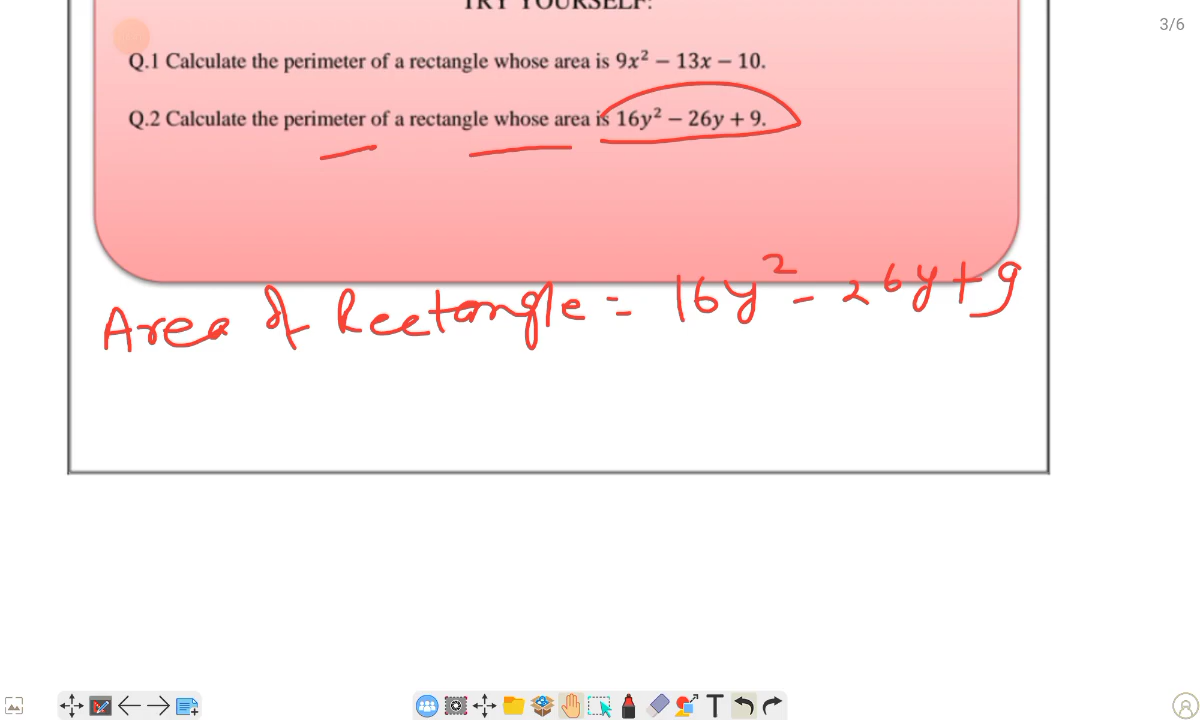 TRY YOURSELF:
3/6
Q.1 Calculate the perimeter of a rectangle whose area is 9x² − 13x − 10.
Q.2 Calculate the perimeter of a rectangle whose area is 16y² − 26y + 9.
Area of Rectangle = 16y² - 26y + 9
T